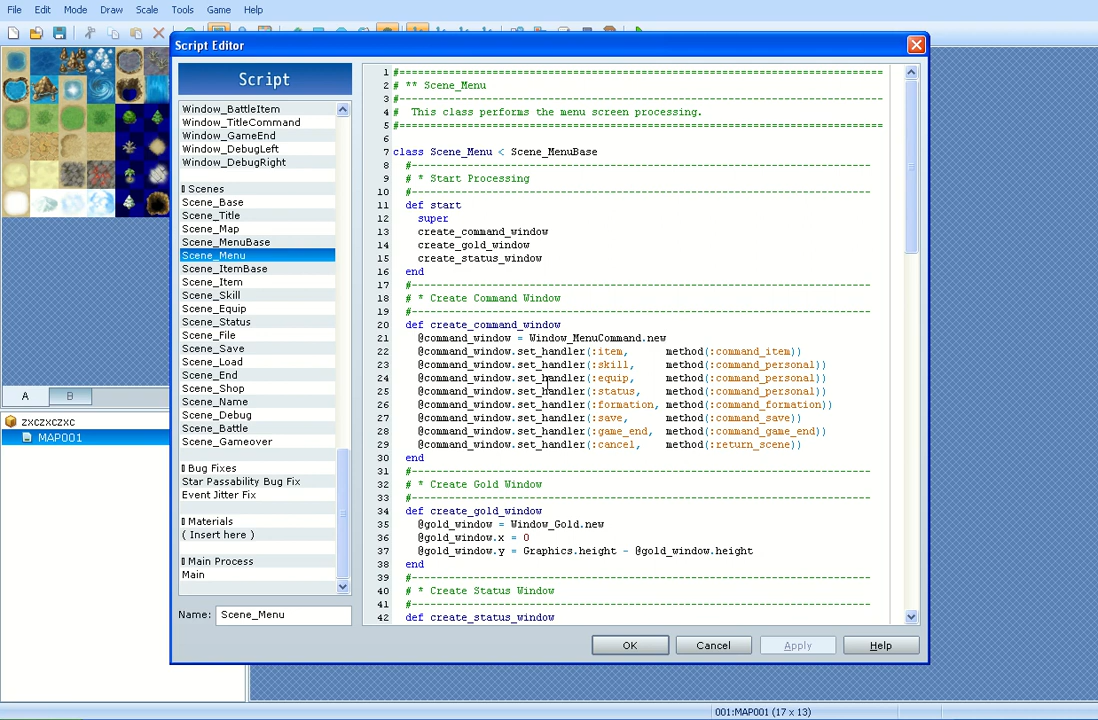 File Edit Mode Draw Scale Tools Game Help
Script Editor
Script
Window_BattleItem
Window_TitleCommand
Window_GameEnd
Window_DebugLeft
Window_DebugRight
Scenes
Scene_Base
Scene_Title
Scene_Map
Scene_MenuBase
Scene_Menu
Scene_ItemBase
Scene_Item
Scene_Skill
Scene_Equip
Scene_Status
Scene_File
Scene_Save
Scene_Load
Scene_End
Scene_Shop
Scene_Name
Scene_Debug
Scene_Battle
Scene_Gameover
Bug Fixes
Star Passability Bug Fix
Event Jitter Fix
Materials
( Insert here )
Main Process
Main
Name: Scene_Menu
1 #==============================================================================
2 # ** Scene_Menu
3 #------------------------------------------------------------------------------
4 #  This class performs the menu screen processing.
5 #==============================================================================
6
7 class Scene_Menu < Scene_MenuBase
8 #--------------------------------------------------------------------------
9 # * Start Processing
10 #--------------------------------------------------------------------------
11 def start
12 super
13 create_command_window
14 create_gold_window
15 create_status_window
16 end
17 #--------------------------------------------------------------------------
18 # * Create Command Window
19 #--------------------------------------------------------------------------
20 def create_command_window
21 @command_window = Window_MenuCommand.new
22 @command_window.set_handler(:item,      method(:command_item))
23 @command_window.set_handler(:skill,     method(:command_personal))
24 @command_window.set_handler(:equip,     method(:command_personal))
25 @command_window.set_handler(:status,    method(:command_personal))
26 @command_window.set_handler(:formation, method(:command_formation))
27 @command_window.set_handler(:save,      method(:command_save))
28 @command_window.set_handler(:game_end,  method(:command_game_end))
29 @command_window.set_handler(:cancel,    method(:return_scene))
30 end
31 #--------------------------------------------------------------------------
32 # * Create Gold Window
33 #--------------------------------------------------------------------------
34 def create_gold_window
35 @gold_window = Window_Gold.new
36 @gold_window.x = 0
37 @gold_window.y = Graphics.height - @gold_window.height
38 end
39 #--------------------------------------------------------------------------
40 # * Create Status Window
41 #--------------------------------------------------------------------------
42 def create_status_window
OK Cancel Apply Help
A B
zxczxczxc
MAP001
001:MAP001 (17 x 13)